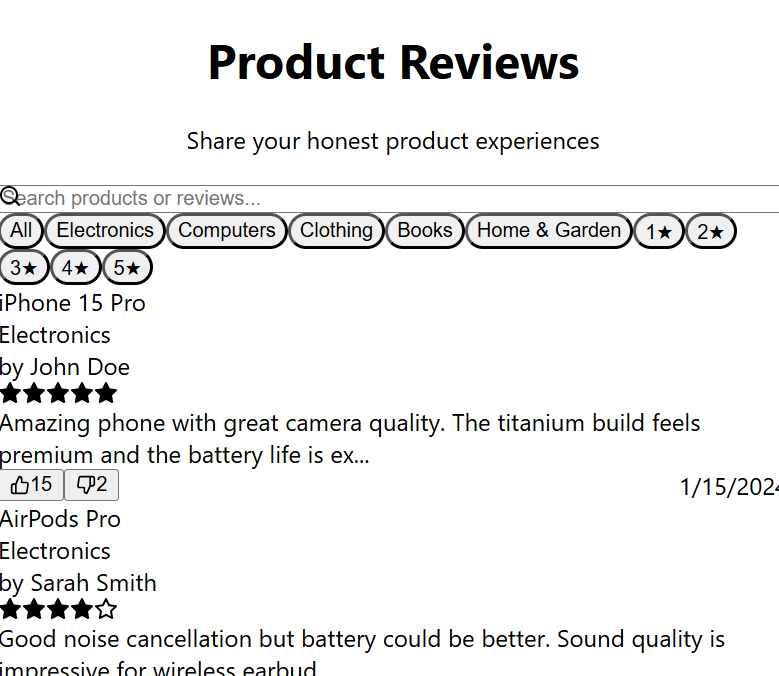 Product Reviews
Share your honest product experiences
Search products or reviews...
All Electronics Computers Clothing Books Home & Garden 1★ 2★
3★ 4★ 5★
iPhone 15 Pro
Electronics
by John Doe
★★★★★
Amazing phone with great camera quality. The titanium build feels
premium and the battery life is ex...
15 2 1/15/2024
AirPods Pro
Electronics
by Sarah Smith
★★★★☆
Good noise cancellation but battery could be better. Sound quality is
impressive for wireless earbud